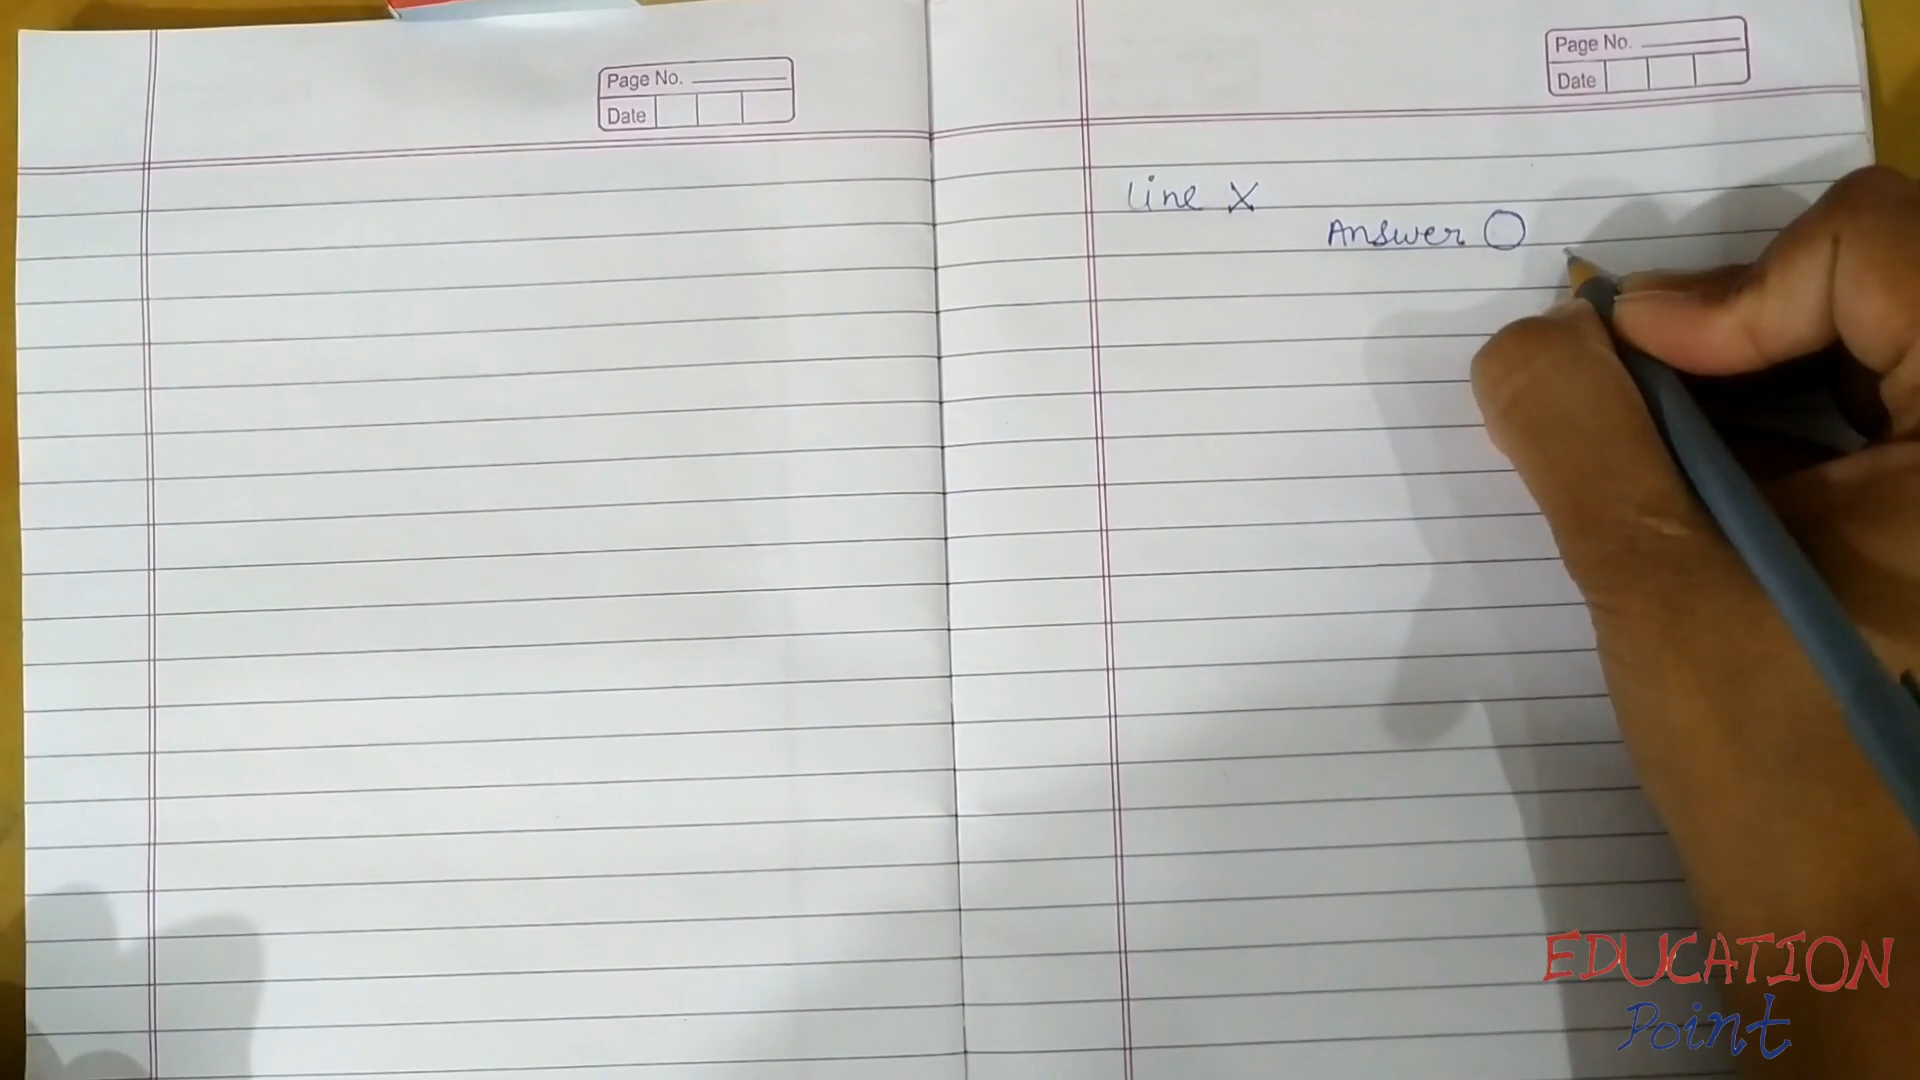 Page No.
Date
Page No.
Date
Line X
Answer O
EDUCATION
Point